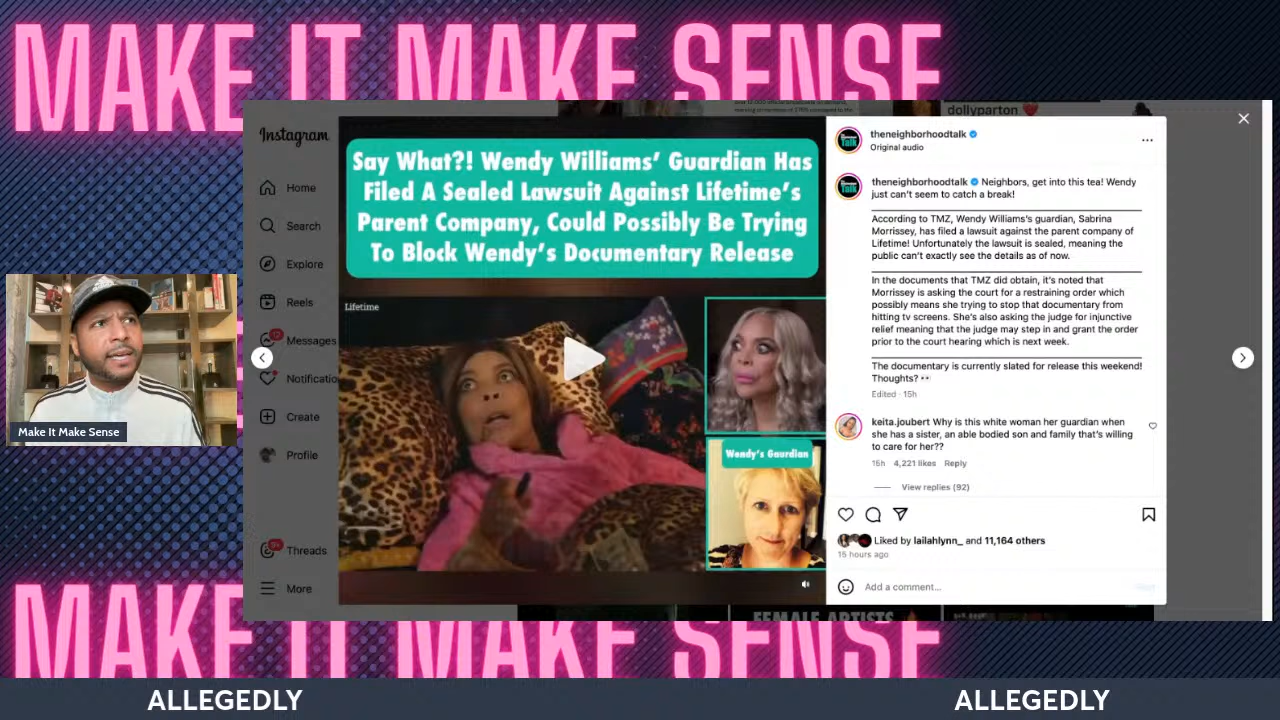 MAKE IT MAKE SENSE
dollyparton ❤️
Instagram
Home
Search
Explore
Reels
Messages
Notificatio
Create
Profile
9+
Threads
More
Say What?! Wendy Williams' Guardian Has
Filed A Sealed Lawsuit Against Lifetime's
Parent Company, Could Possibly Be Trying
To Block Wendy's Documentary Release
Lifetime
Wendy's Gaurdian
theneighborhoodtalk
Original audio
theneighborhoodtalk Neighbors, get into this tea! Wendy
just can't seem to catch a break!
According to TMZ, Wendy Williams's guardian, Sabrina
Morrissey, has filed a lawsuit against the parent company of
Lifetime! Unfortunately the lawsuit is sealed, meaning the
public can't exactly see the details as of now.
In the documents that TMZ did obtain, it's noted that
Morrissey is asking the court for a restraining order which
possibly means she trying to stop that documentary from
hitting tv screens. She's also asking the judge for injunctive
relief meaning that the judge may step in and grant the order
prior to the court hearing which is next week.
The documentary is currently slated for release this weekend!
Thoughts? 👀
Edited · 15h
keita.joubert Why is this white woman her guardian when
she has a sister, an able bodied son and family that's willing
to care for her??
15h 4,221 likes Reply
View replies (92)
Liked by lailahlynn_ and 11,164 others
15 hours ago
Add a comment...
Make It Make Sense
FEMALE ARTISTS
MAKE IT MAKE SENSE
ALLEGEDLY
ALLEGEDLY